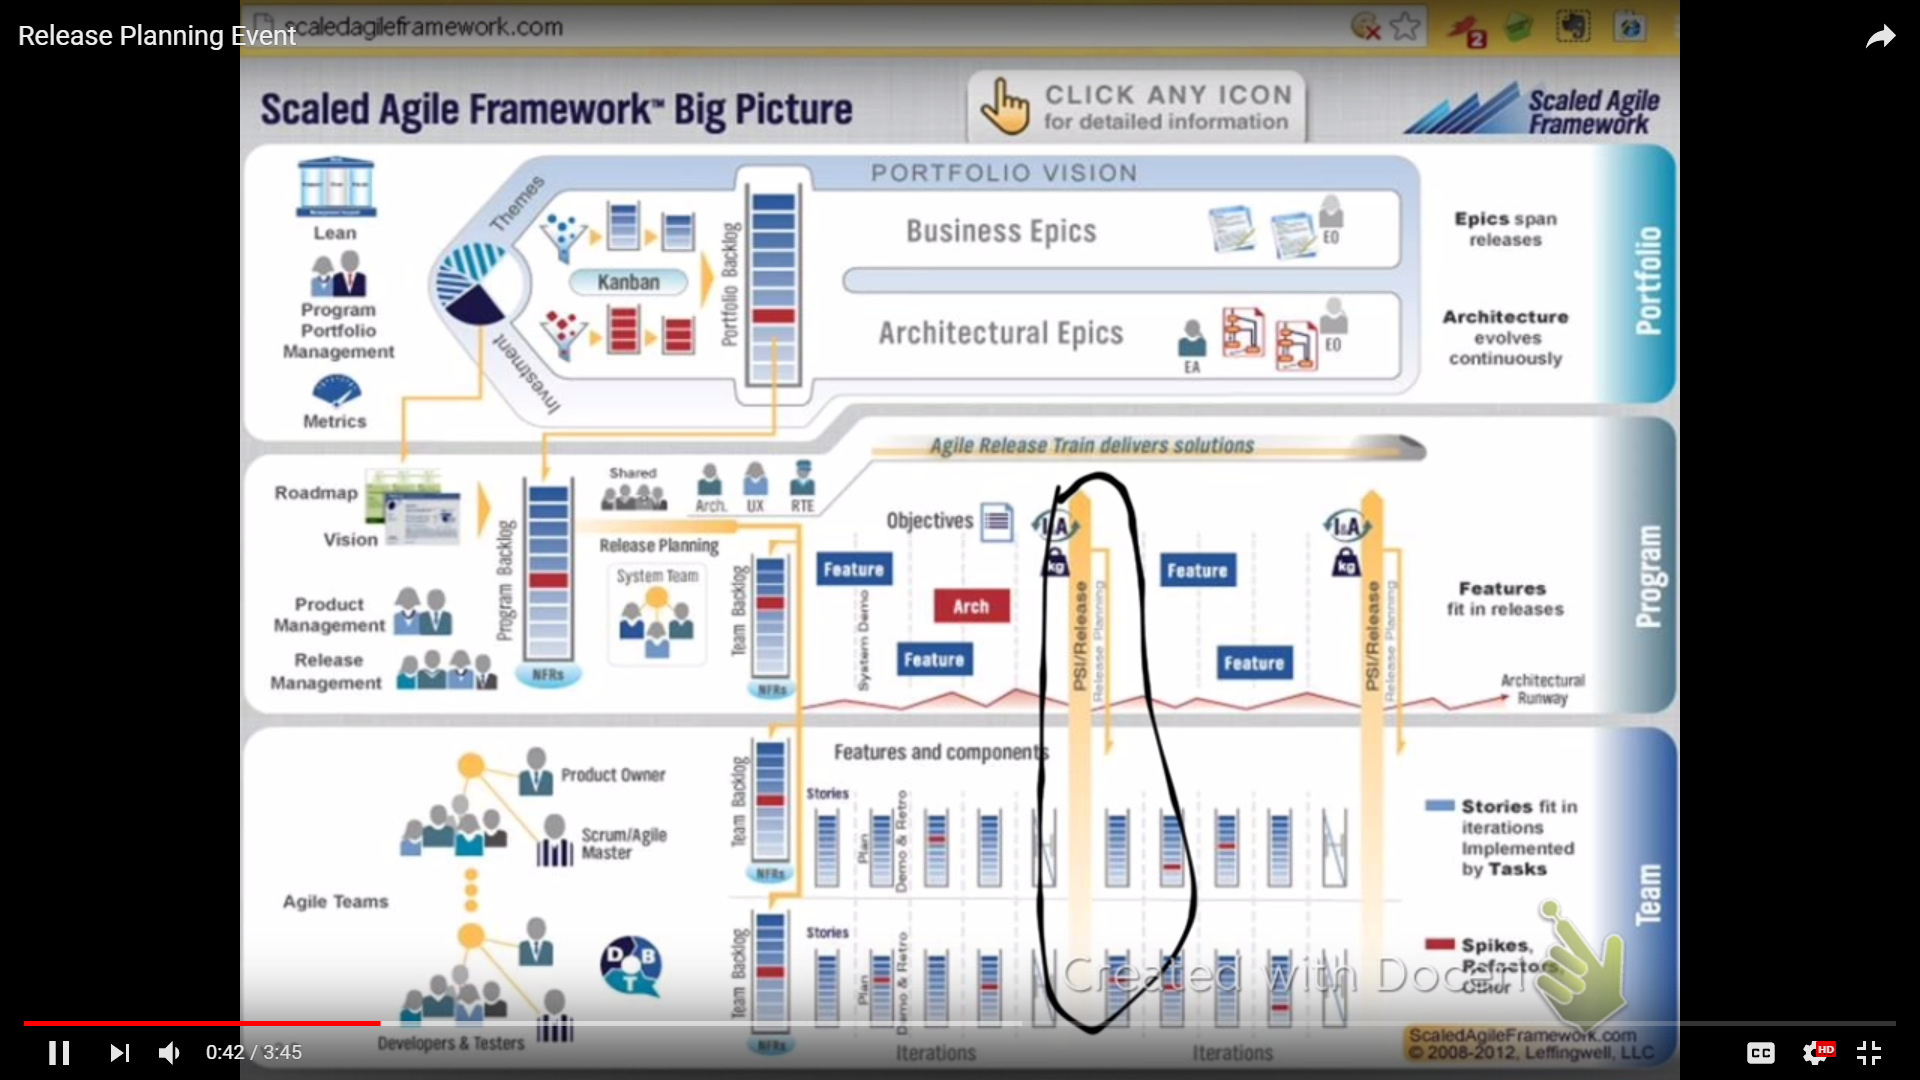 Release Planning Event
scaledagileframework.com
2
Scaled Agile Framework™ Big Picture
CLICK ANY ICON
for detailed information
Scaled Agile
Framework
Lean
Program
Portfolio
Management
Metrics
Themes
Investment
Kanban
Portfolio Backlog
PORTFOLIO VISION
Business Epics
EO
Architectural Epics
EA
EO
Epics span
releases
Architecture
evolves
continuously
Portfolio
Agile Release Train delivers solutions
Roadmap
Vision
Product
Management
Release
Management
Program Backlog
NFRs
Shared
Arch.
UX
RTE
Release Planning
System Team
Team Backlog
NFRs
Objectives
Feature
System Demo
Arch
Feature
I&A
kg
PSI/Release
Release Planning
Feature
Feature
I&A
kg
PSI/Release
Release Planning
Features
fit in releases
Architectural
Runway
Program
Product Owner
Scrum/Agile
Master
Agile Teams
D B
T
Developers & Testers
Team Backlog
NFRs
Team Backlog
NFRs
Features and components
Stories
Plan
Demo & Retro
H
H
Stories
Plan
Demo & Retro
Iterations
Iterations
Stories fit in
iterations
Implemented
by Tasks
Spikes,
Refactors,
Other
Team
Created with Doceri
ScaledAgileFramework.com
© 2008-2012, Leffingwell, LLC
0:42 / 3:45
CC
HD